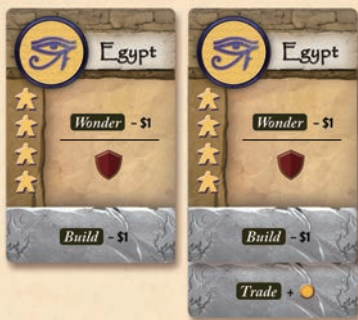 Egypt
Wonder - $1
Build - $1
Egypt
Wonder - $1
Build - $1
Trade +